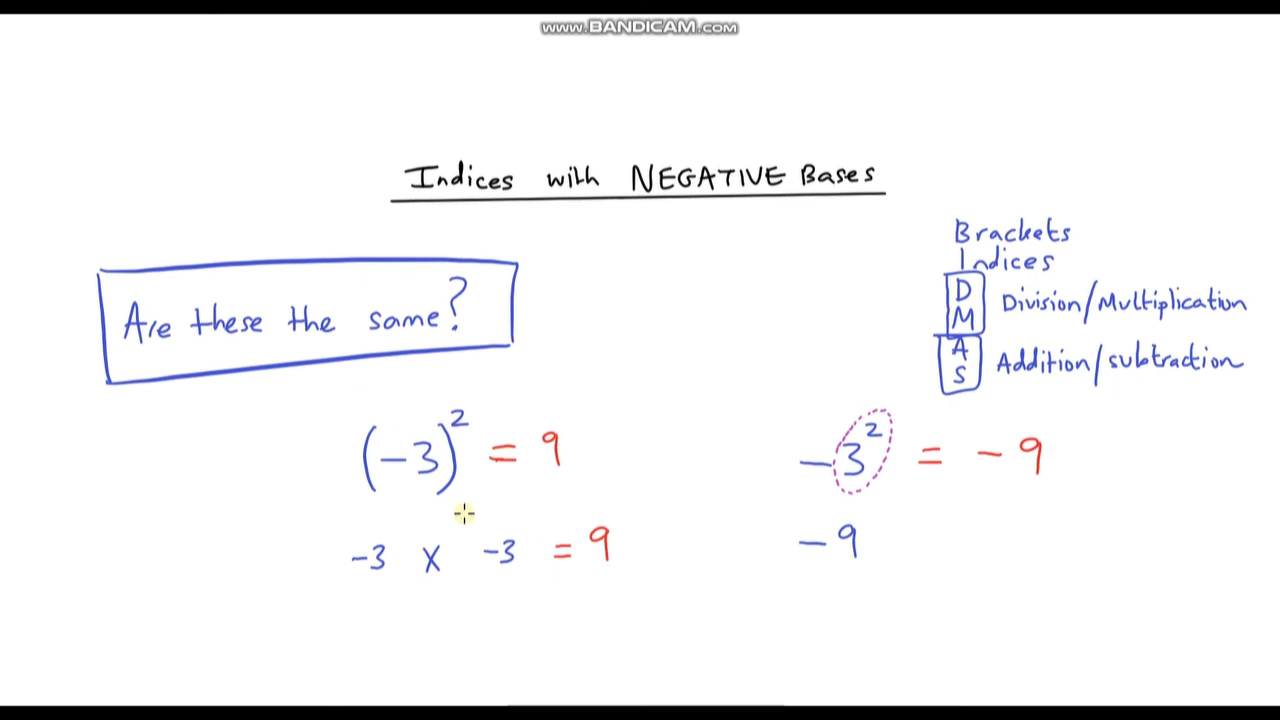 www.BANDICAM.com
Indices with NEGATIVE Bases
Brackets
Indices
D
M
Division/Multiplication
A
S
Addition/subtraction
Are these the same?
(-3)² = 9
-3² = -9
-3 x -3 = 9
-9